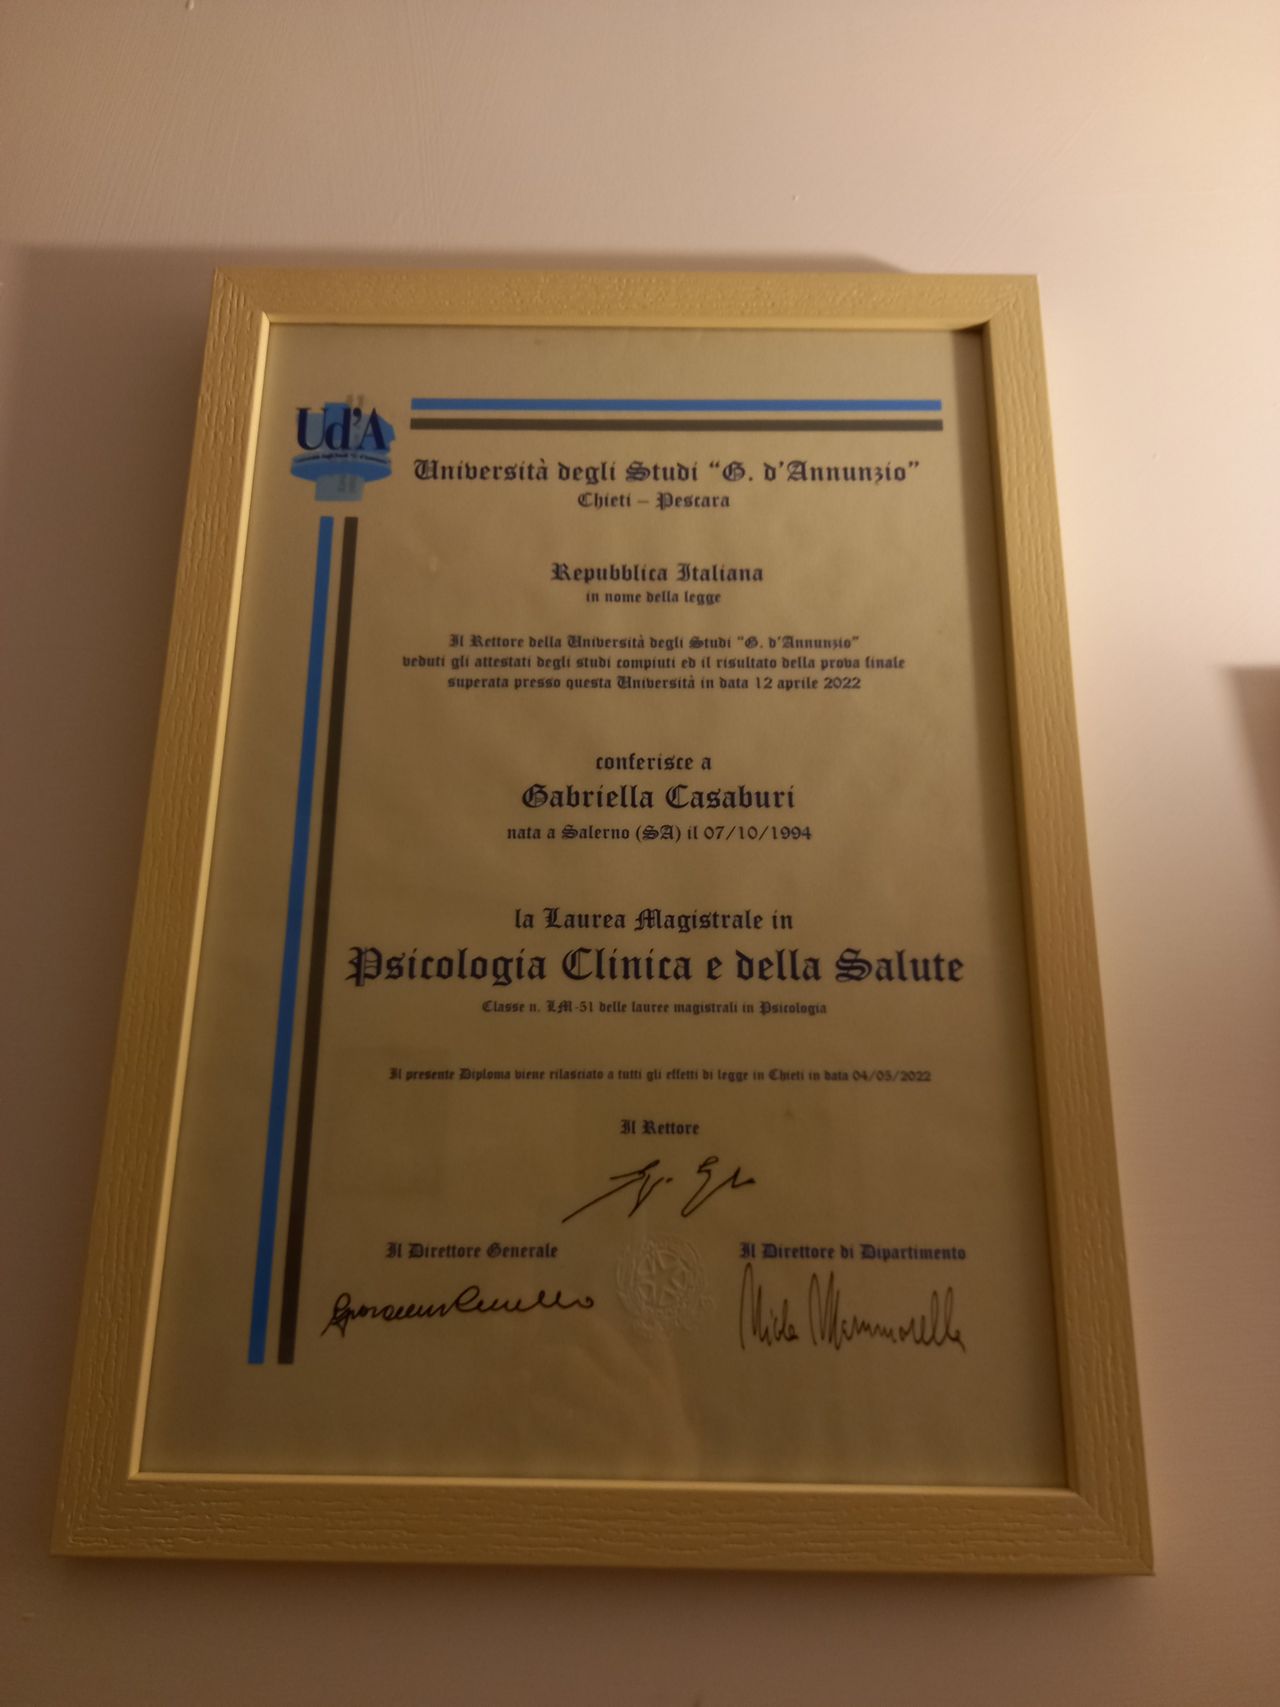 Ud'A
Università degli Studi "G. d'Annunzio"
Chieti – Pescara
Repubblica Italiana
in nome della legge
Il Rettore della Università degli Studi "G. d'Annunzio"
veduti gli attestati degli studi compiuti ed il risultato della prova finale
superata presso questa Università in data 12 aprile 2022
conferisce a
Gabriella Casaburi
nata a Salerno (SA) il 07/10/1994
la Laurea Magistrale in
Psicologia Clinica e della Salute
Classe n. LM-51 delle lauree magistrali in Psicologia
Il presente Diploma viene rilasciato a tutti gli effetti di legge in Chieti in data 04/05/2022
Il Rettore
Il Direttore Generale
Il Direttore di Dipartimento